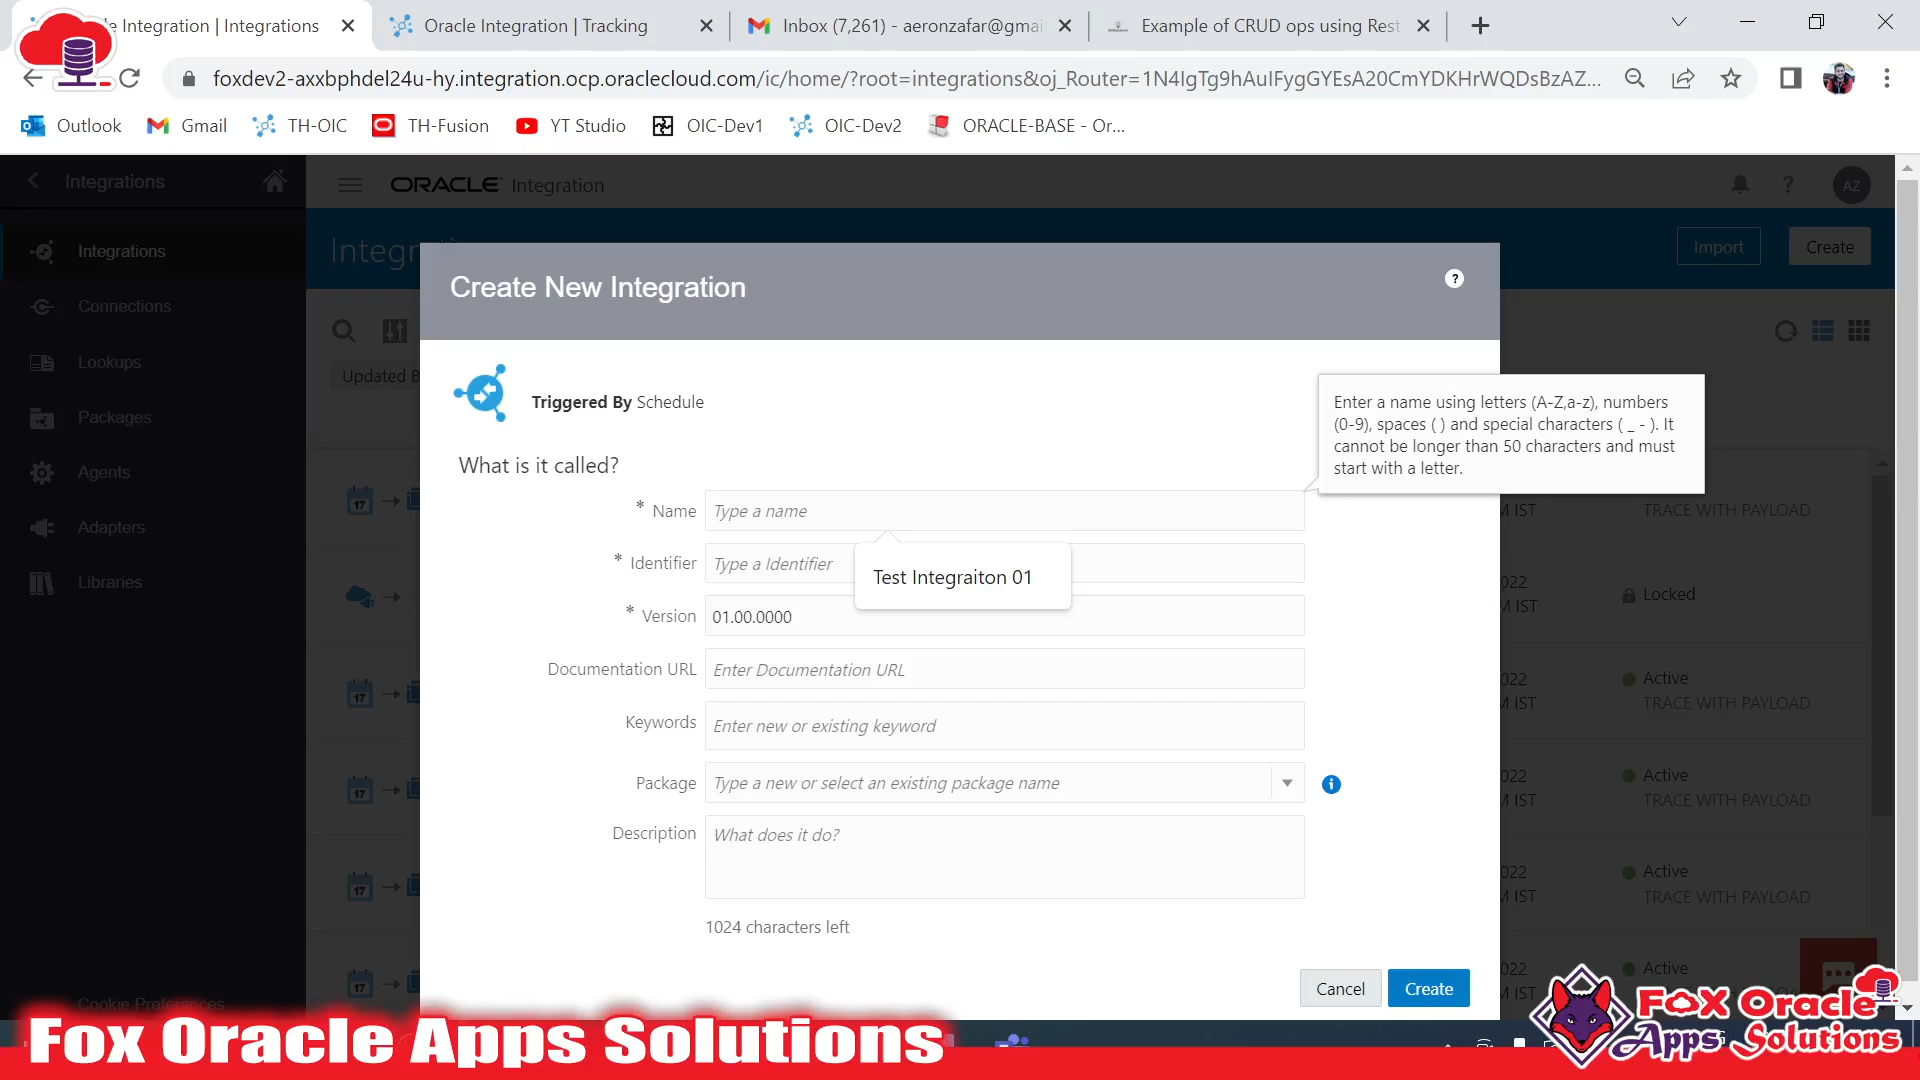 Oracle Integration | Integrations
Oracle Integration | Tracking
Inbox (7,261) - aeronzafar@gmai
Example of CRUD ops using Rest
foxdev2-axxbphdel24u-hy.integration.ocp.oraclecloud.com/ic/home/?root=integrations&oj_Router=1N4IgTg9hAuIFygGYEsA20CmYDKHrWQDsBzAZ...
Outlook
Gmail
TH-OIC
TH-Fusion
YT Studio
OIC-Dev1
OIC-Dev2
ORACLE-BASE - Or...
Integrations
ORACLE Integration
AZ
Integrations
Connections
Lookups
Packages
Agents
Adapters
Libraries
Cookie Preferences
Import
Create
Updated B
Create New Integration
Triggered By Schedule
What is it called?
* Name
Type a name
Enter a name using letters (A-Z,a-z), numbers
(0-9), spaces ( ) and special characters ( _ - ). It
cannot be longer than 50 characters and must
start with a letter.
* Identifier
Type a Identifier
Test Integraiton 01
* Version
01.00.0000
Documentation URL
Enter Documentation URL
Keywords
Enter new or existing keyword
Package
Type a new or select an existing package name
Description
What does it do?
1024 characters left
Cancel
Create
M IST
TRACE WITH PAYLOAD
022
M IST
Locked
022
M IST
Active
TRACE WITH PAYLOAD
022
M IST
Active
TRACE WITH PAYLOAD
022
M IST
Active
TRACE WITH PAYLOAD
022
M IST
Active
17
17
17
17
17
Fox Oracle Apps Solutions
Fox Oracle
Apps Solutions